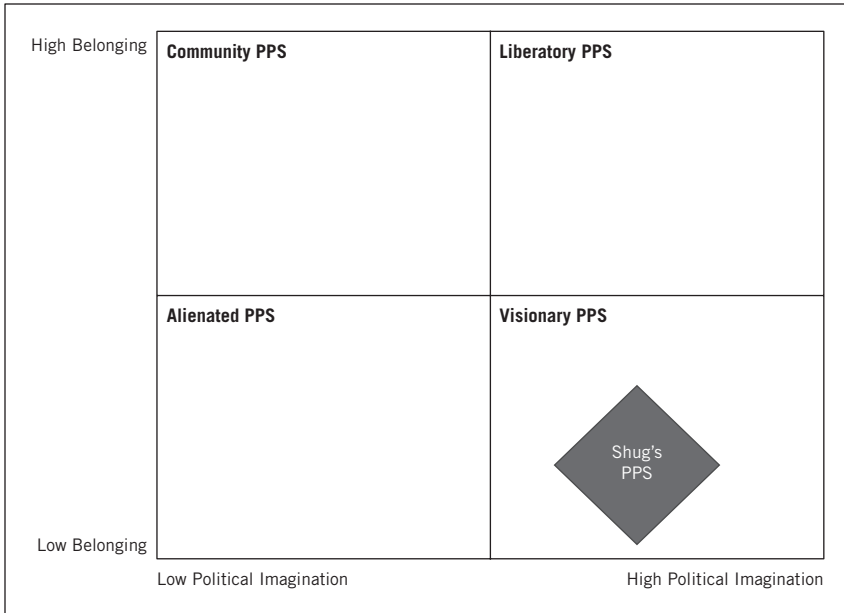 High Belonging
Community PPS
Liberatory PPS
Alienated PPS
Visionary PPS
Shug's
PPS
Low Belonging
Low Political Imagination
High Political Imagination